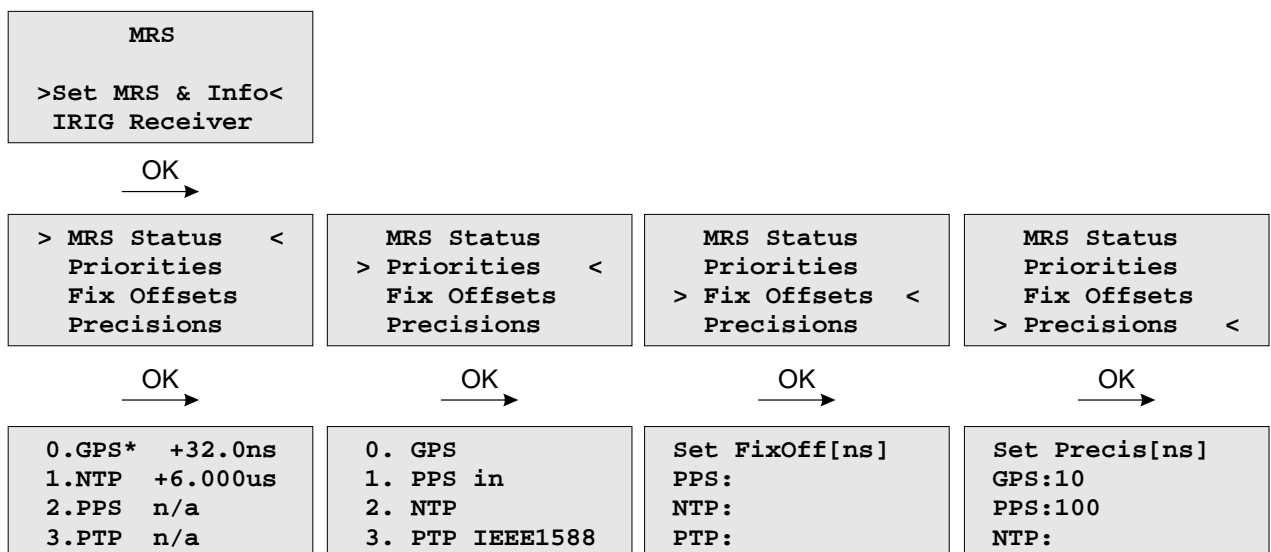 MRS
>Set MRS & Info<
IRIG Receiver
OK
> MRS Status <
Priorities
Fix Offsets
Precisions
MRS Status
> Priorities <
Fix Offsets
Precisions
MRS Status
Priorities
> Fix Offsets <
Precisions
MRS Status
Priorities
Fix Offsets
> Precisions <
OK
OK
OK
OK
0.GPS* +32.0ns
1.NTP +6.000us
2.PPS n/a
3.PTP n/a
0. GPS
1. PPS in
2. NTP
3. PTP IEEE1588
Set FixOff[ns]
PPS:
NTP:
PTP:
Set Precis[ns]
GPS:10
PPS:100
NTP: